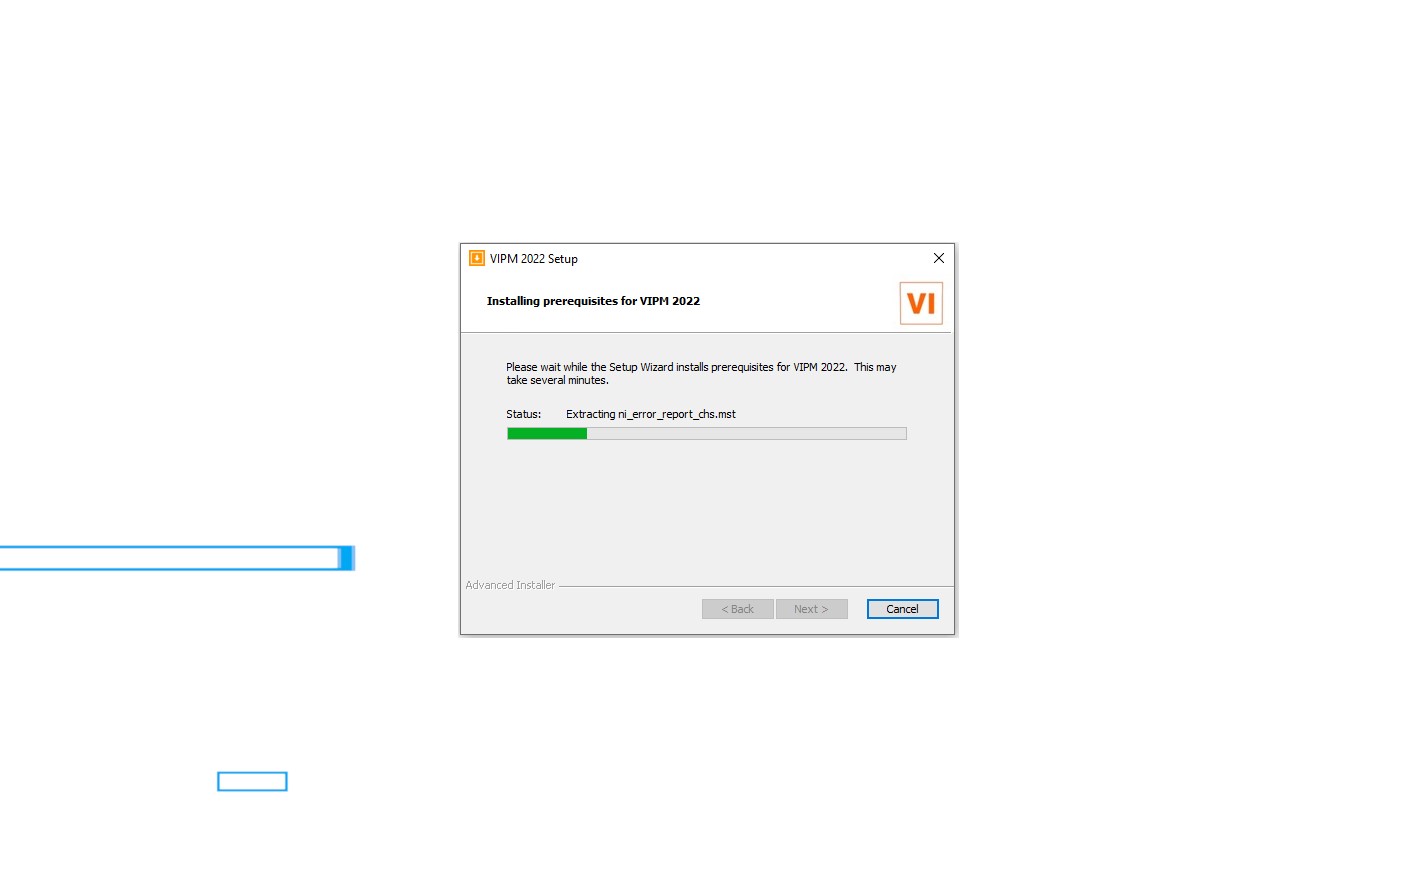 VIPM 2022 Setup
Installing prerequisites for VIPM 2022
VI
Please wait while the Setup Wizard installs prerequisites for VIPM 2022.  This may
take several minutes.
Status: Extracting ni_error_report_chs.mst
Advanced Installer
< Back Next > Cancel